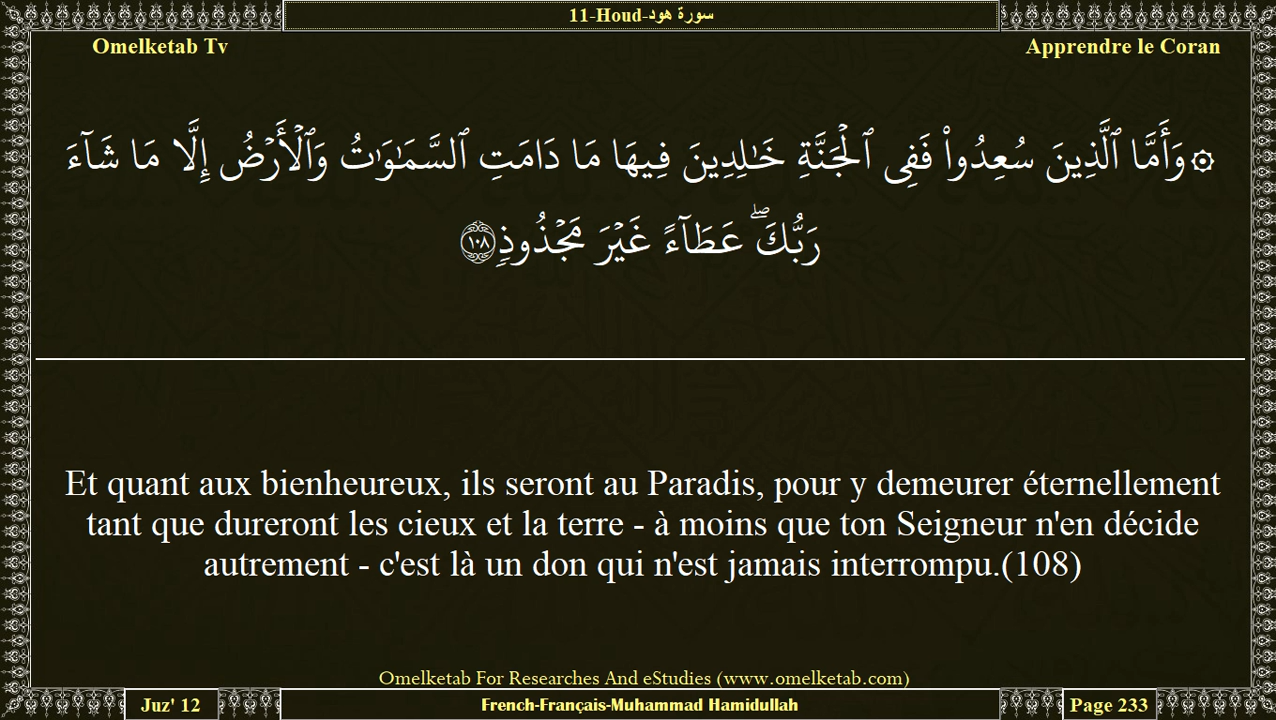 11-Houd-سورة هود
Omelketab Tv
Apprendre le Coran
۞ وَأَمَّا ٱلَّذِينَ سُعِدُوا۟ فَفِى ٱلْجَنَّةِ خَـٰلِدِينَ فِيهَا مَا دَامَتِ ٱلسَّمَـٰوَٰتُ وَٱلْأَرْضُ إِلَّا مَا شَآءَ
رَبُّكَ ۖ عَطَآءً غَيْرَ مَجْذُوذٍۢ ١٠٨
Et quant aux bienheureux, ils seront au Paradis, pour y demeurer éternellement
tant que dureront les cieux et la terre - à moins que ton Seigneur n'en décide
autrement - c'est là un don qui n'est jamais interrompu.(108)
Omelketab For Researches And eStudies (www.omelketab.com)
Juz' 12
French-Français-Muhammad Hamidullah
Page 233